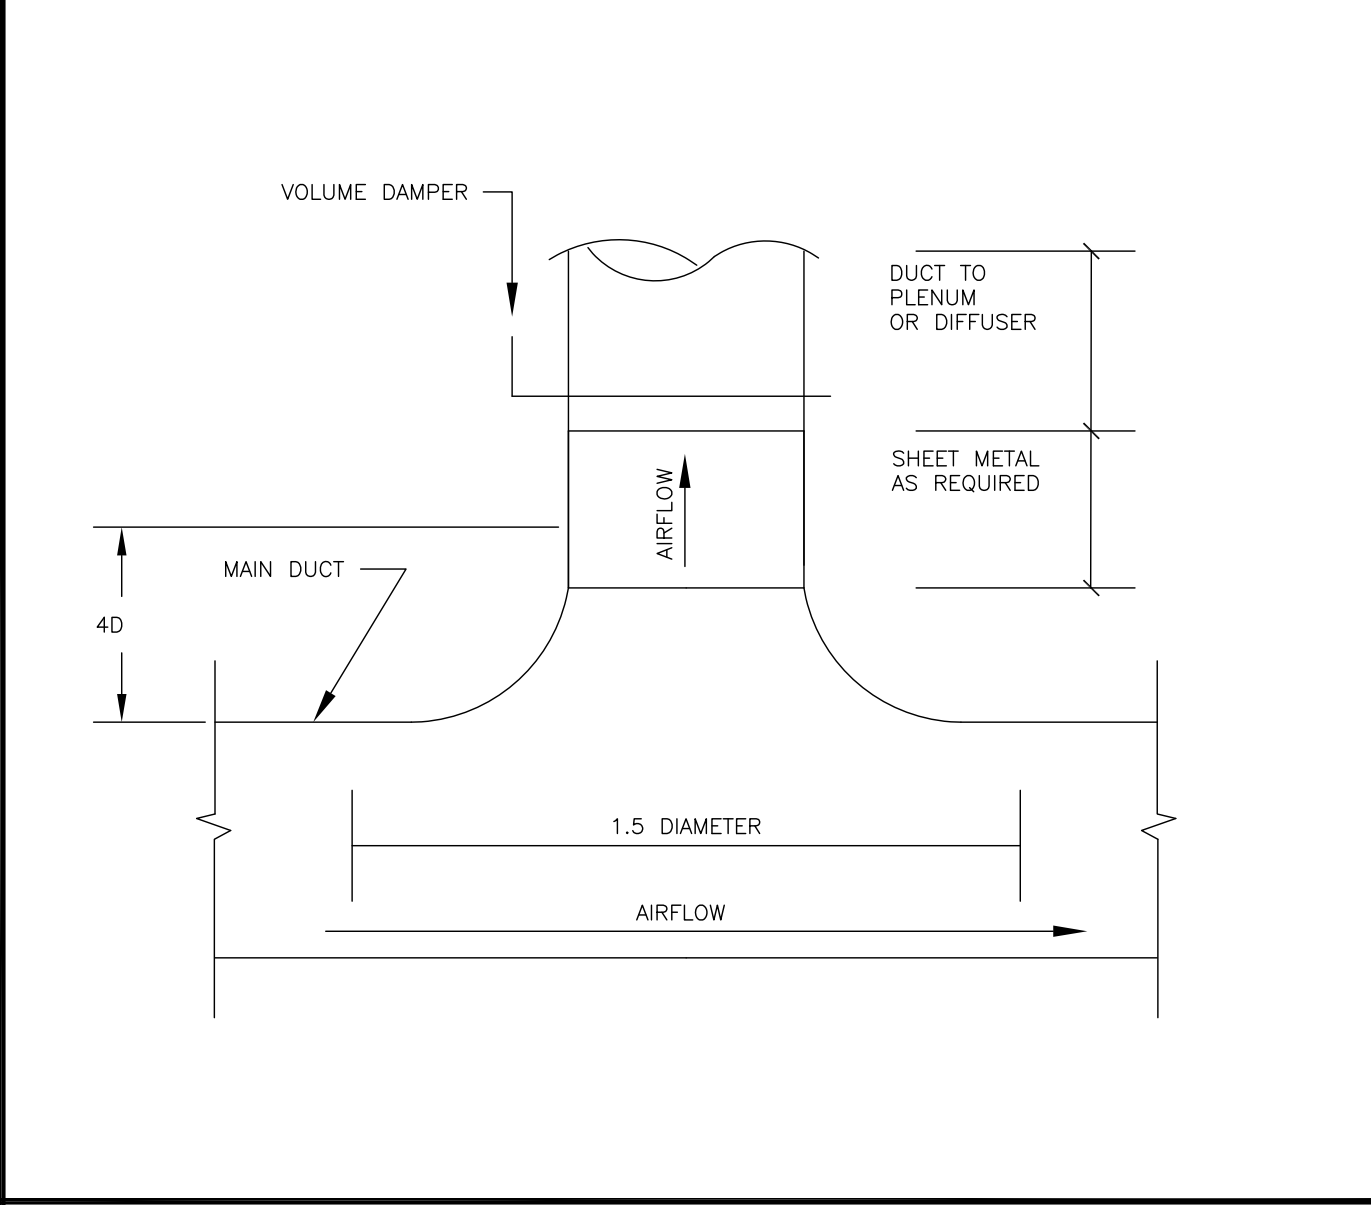 VOLUME DAMPER
DUCT TO
PLENUM
OR DIFFUSER
SHEET METAL
AS REQUIRED
AIRFLOW
MAIN DUCT
4D
1.5 DIAMETER
AIRFLOW